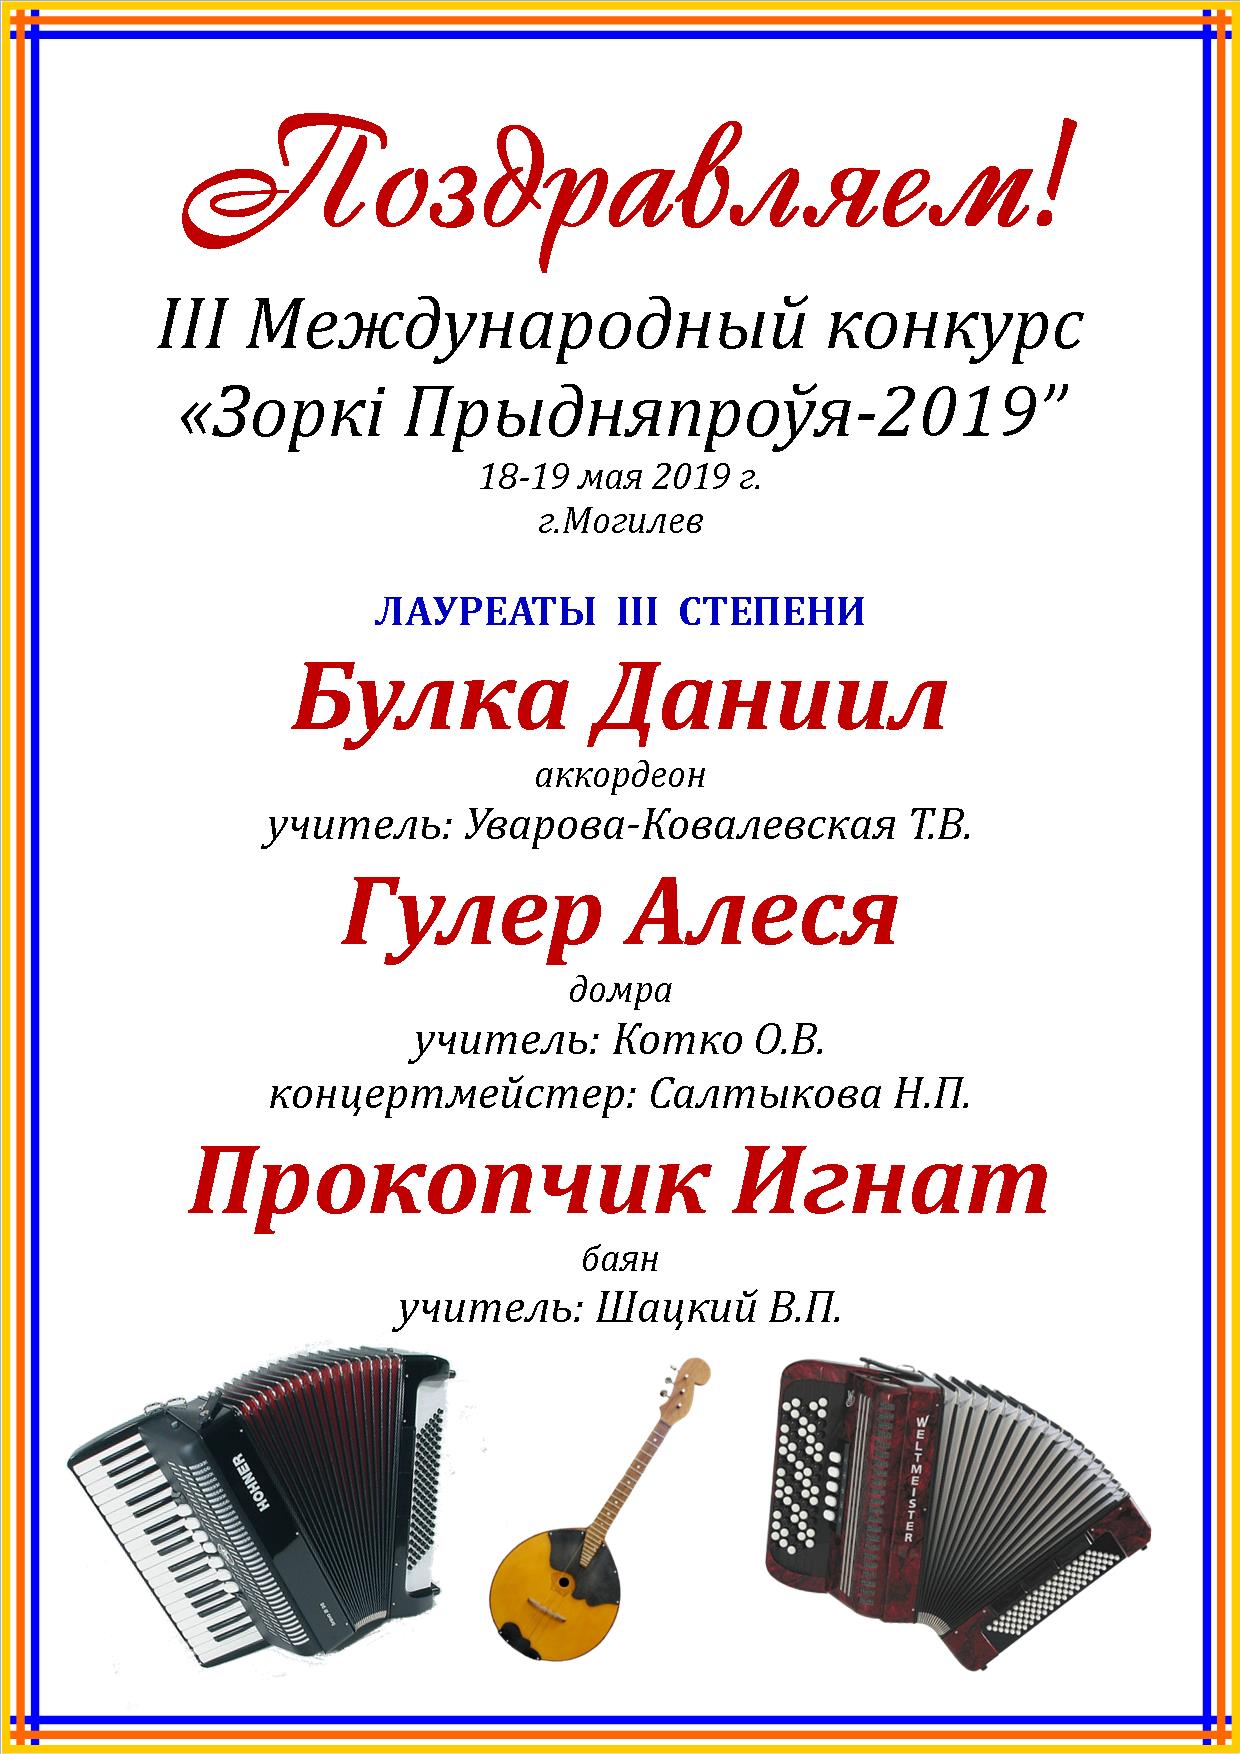 Поздравляем!
III Международный конкурс
«Зоркі Прыдняпроўя-2019”
18-19 мая 2019 г.
г.Могилев
ЛАУРЕАТЫ III СТЕПЕНИ
Булка Даниил
аккордеон
учитель: Уварова-Ковалевская Т.В.
Гулер Алеся
домра
учитель: Котко О.В.
концертмейстер: Салтыкова Н.П.
Прокопчик Игнат
баян
учитель: Шацкий В.П.
HOHNER
WELTMEISTER